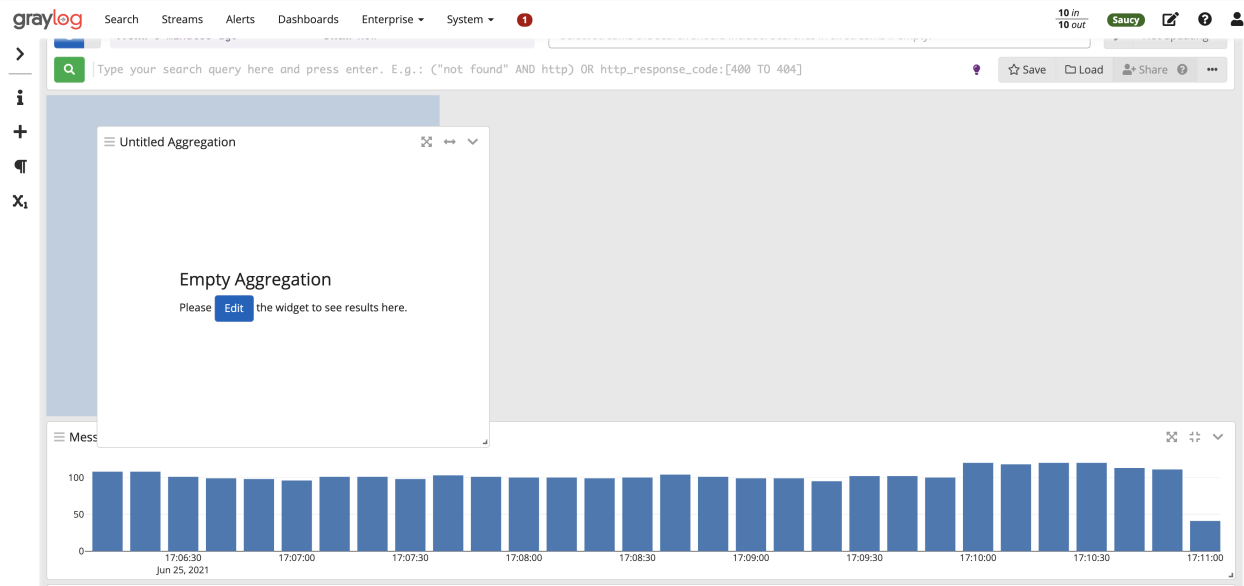 graylog Search Streams Alerts Dashboards Enterprise System 1 10 in Saucy
10 out
Type your search query here and press enter. E.g.: ("not found" AND http) OR http_response_code:[400 TO 404] Save Load Share
Untitled Aggregation
X₁
Empty Aggregation
Please Edit the widget to see results here.
Mess
100
50
0
17:06:30 17:07:00 17:07:30 17:08:00 17:08:30 17:09:00 17:09:30 17:10:00 17:10:30 17:11:00
Jun 25, 2021